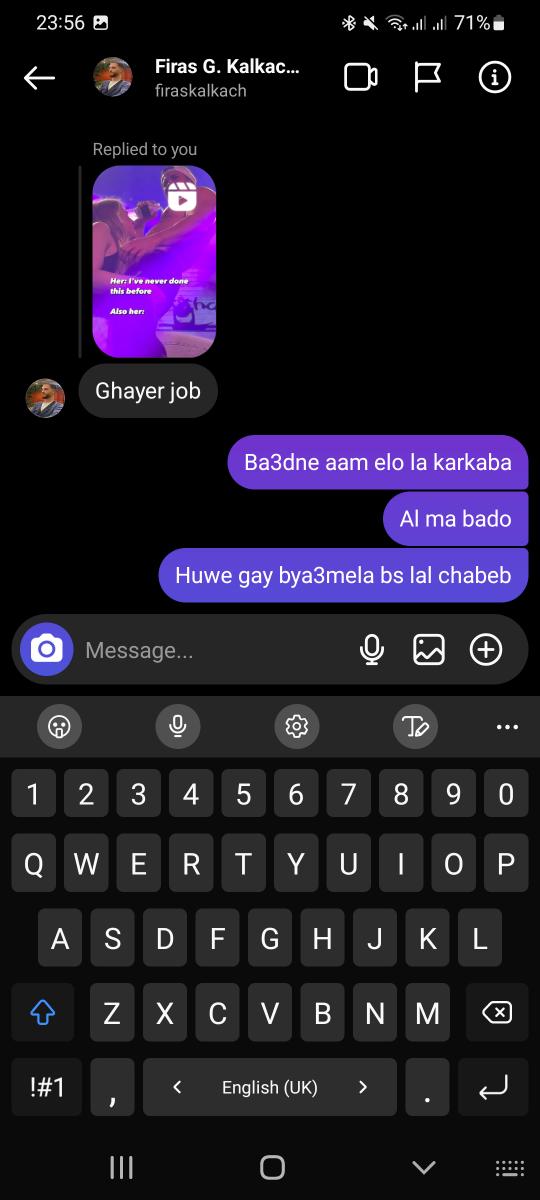 23:56
71%
Firas G. Kalkac...
firaskalkach
Replied to you
Her: I've never done
this before
Also her:
Ghayer job
Ba3dne aam elo la karkaba
Al ma bado
Huwe gay bya3mela bs lal chabeb
Message...
1 2 3 4 5 6 7 8 9 0
Q W E R T Y U I O P
A S D F G H J K L
Z X C V B N M
!#1 , < English (UK) > .